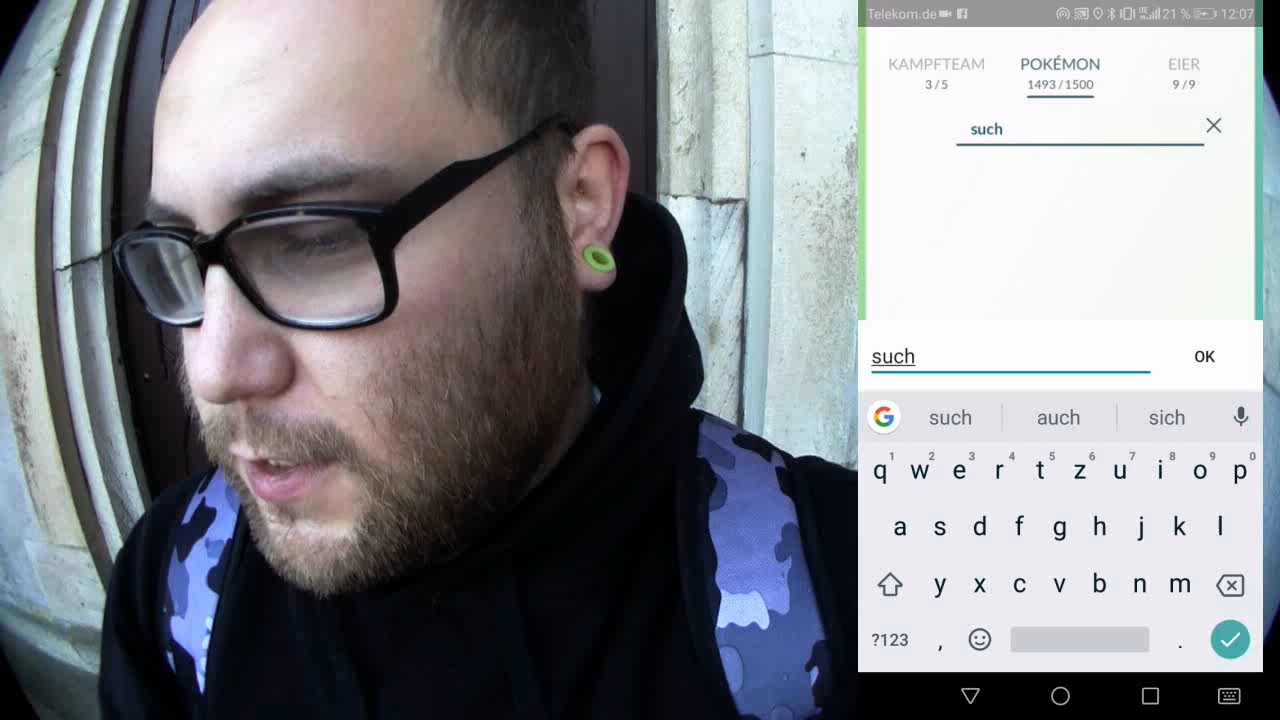 Telekom.de 21 % 12:07
KAMPFTEAM POKÉMON EIER
3 / 5 1493 / 1500 9 / 9
such
such OK
such auch sich
1 2 3 4 5 6 7 8 9 0
q w e r t z u i o p
a s d f g h j k l
y x c v b n m
?123 , .